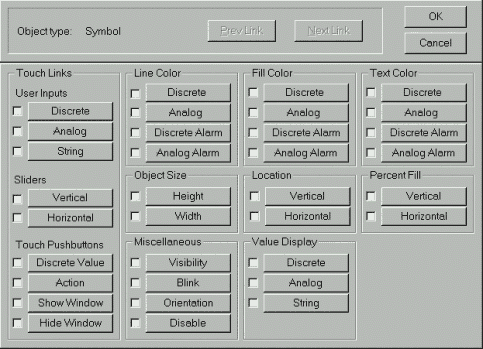 Object type: Symbol
Prev Link
Next Link
OK
Cancel
Touch Links
User Inputs
Discrete
Analog
String
Sliders
Vertical
Horizontal
Touch Pushbuttons
Discrete Value
Action
Show Window
Hide Window
Line Color
Discrete
Analog
Discrete Alarm
Analog Alarm
Fill Color
Discrete
Analog
Discrete Alarm
Analog Alarm
Text Color
Discrete
Analog
Discrete Alarm
Analog Alarm
Object Size
Height
Width
Location
Vertical
Horizontal
Percent Fill
Vertical
Horizontal
Miscellaneous
Visibility
Blink
Orientation
Disable
Value Display
Discrete
Analog
String